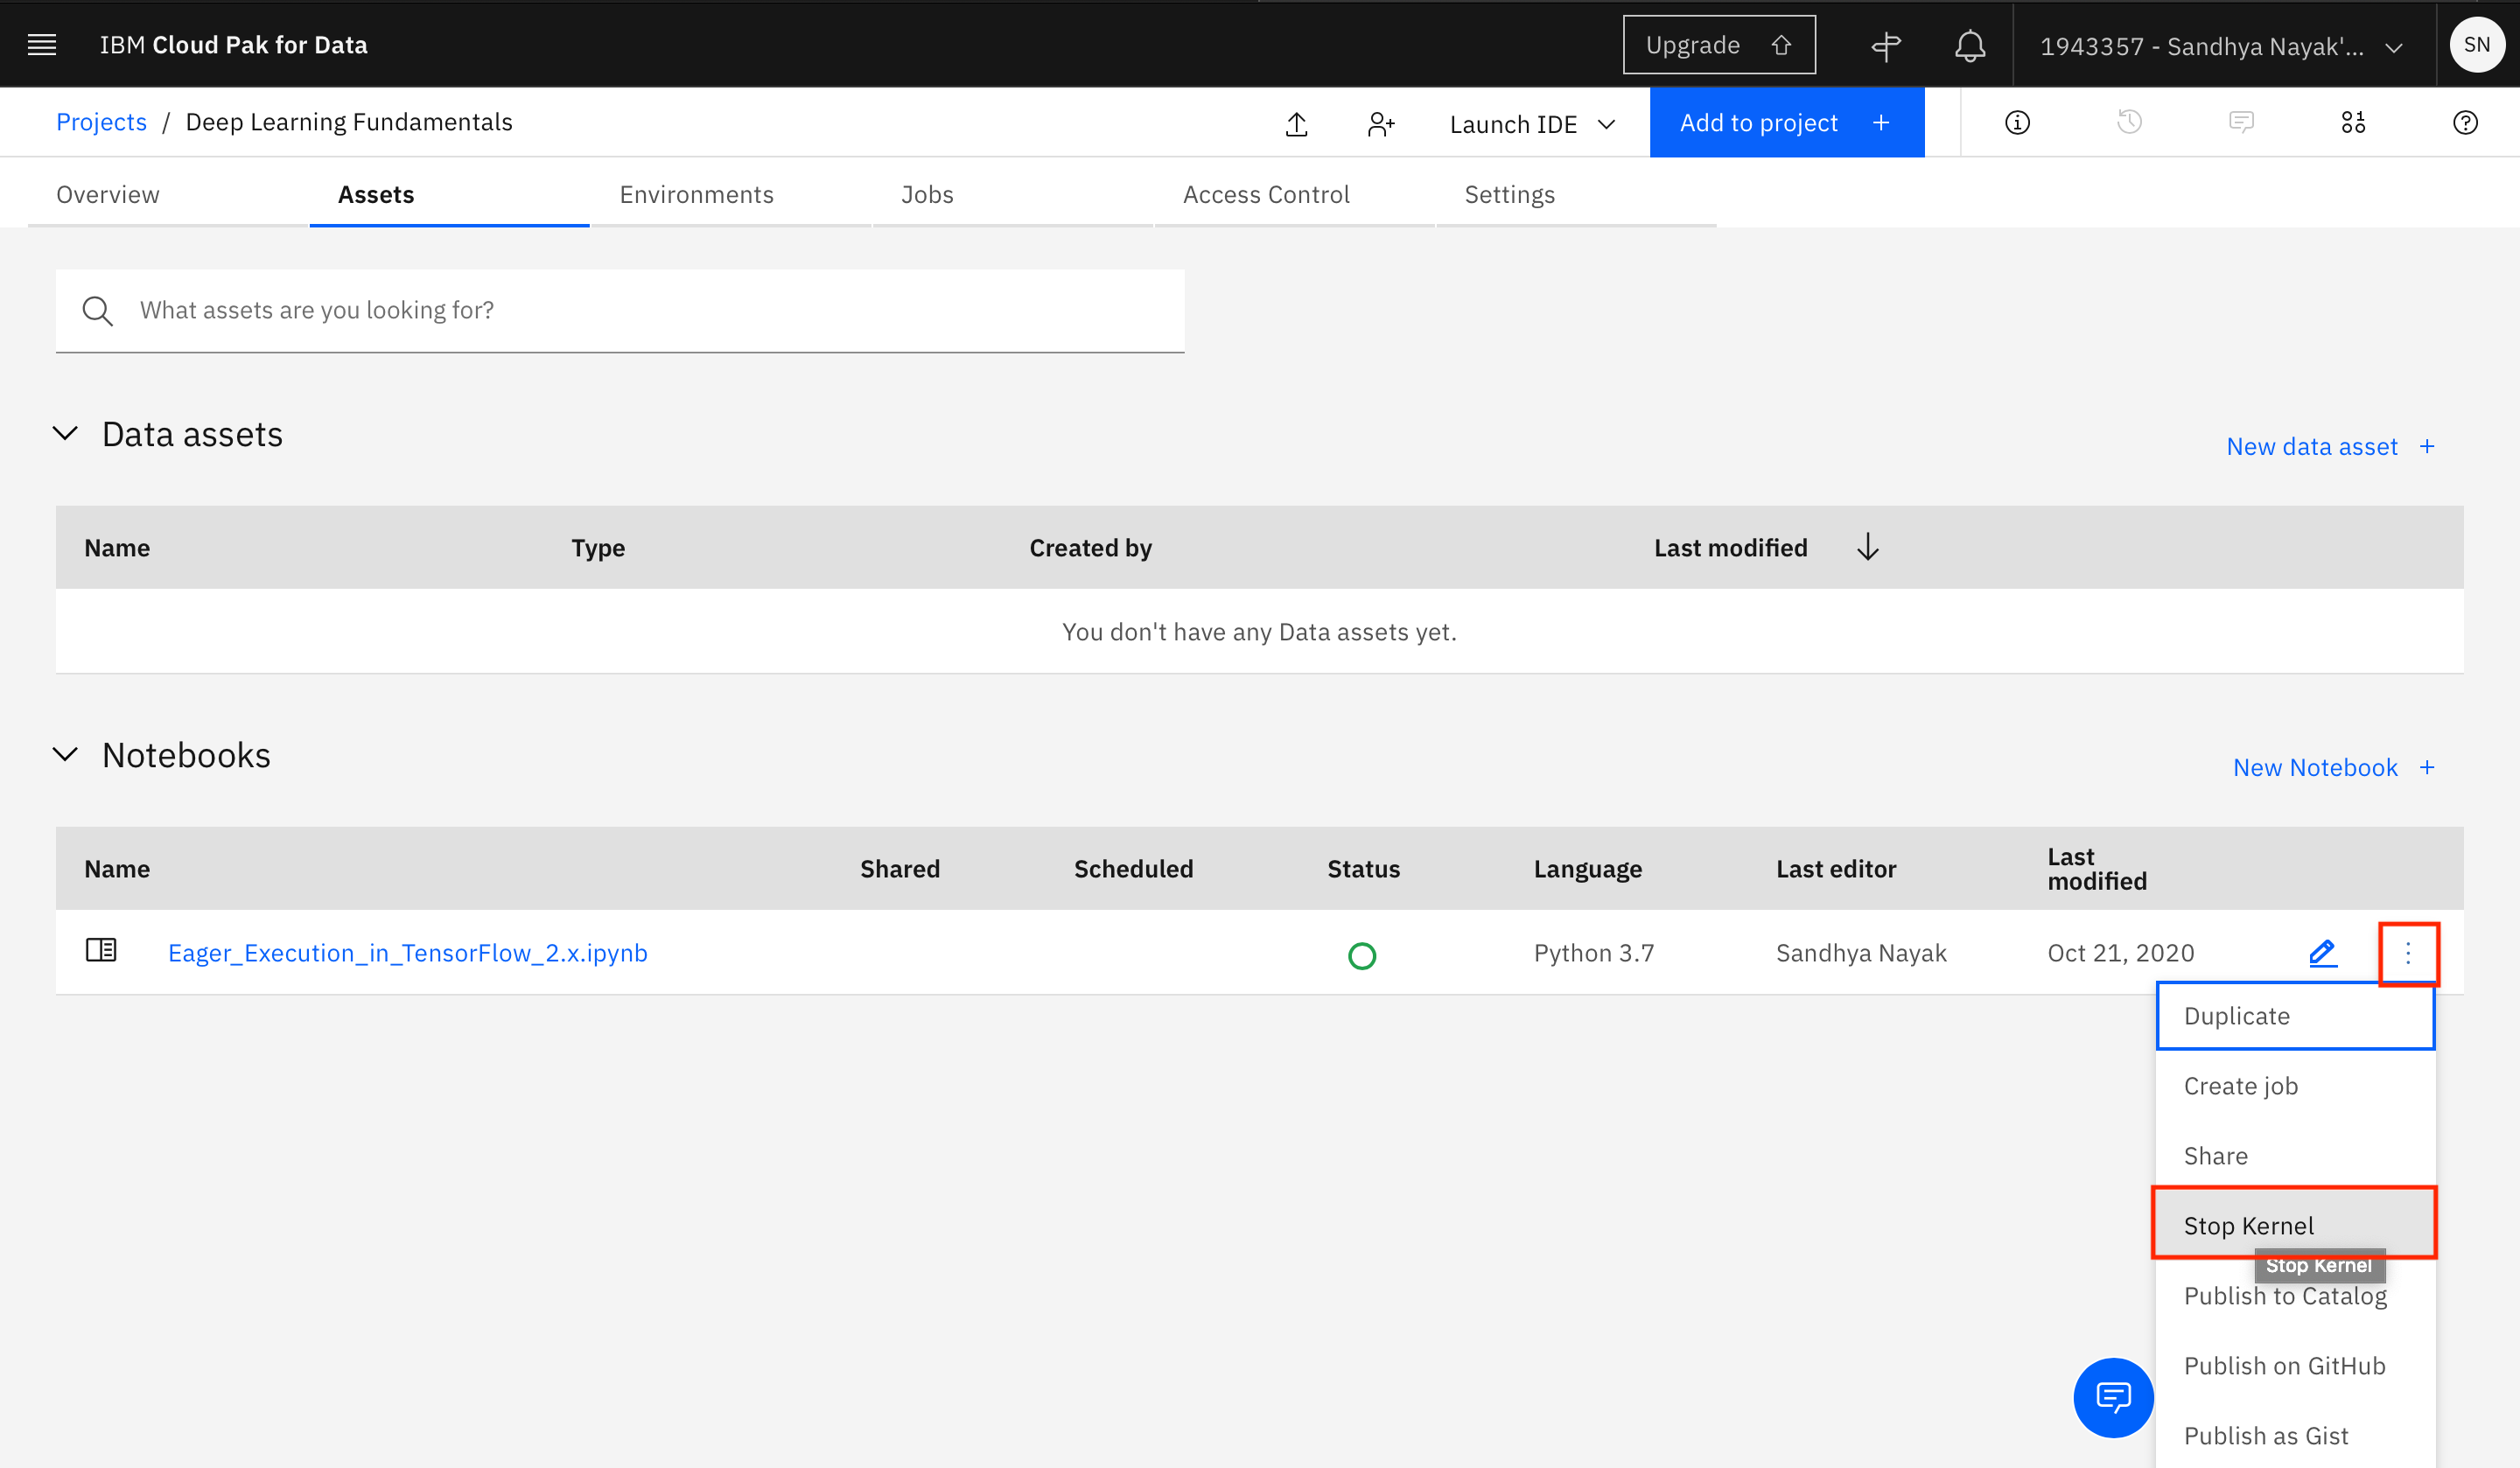 IBM Cloud Pak for Data
Upgrade
1943357 - Sandhya Nayak'...
SN
Projects / Deep Learning Fundamentals
Launch IDE
Add to project +
Overview
Assets
Environments
Jobs
Access Control
Settings
What assets are you looking for?
Data assets
New data asset +
Name Type Created by Last modified
You don't have any Data assets yet.
Notebooks
New Notebook +
Name Shared Scheduled Status Language Last editor Last modified
Eager_Execution_in_TensorFlow_2.x.ipynb Python 3.7 Sandhya Nayak Oct 21, 2020
Duplicate
Create job
Share
Stop Kernel
Stop Kernel
Publish to Catalog
Publish on GitHub
Publish as Gist